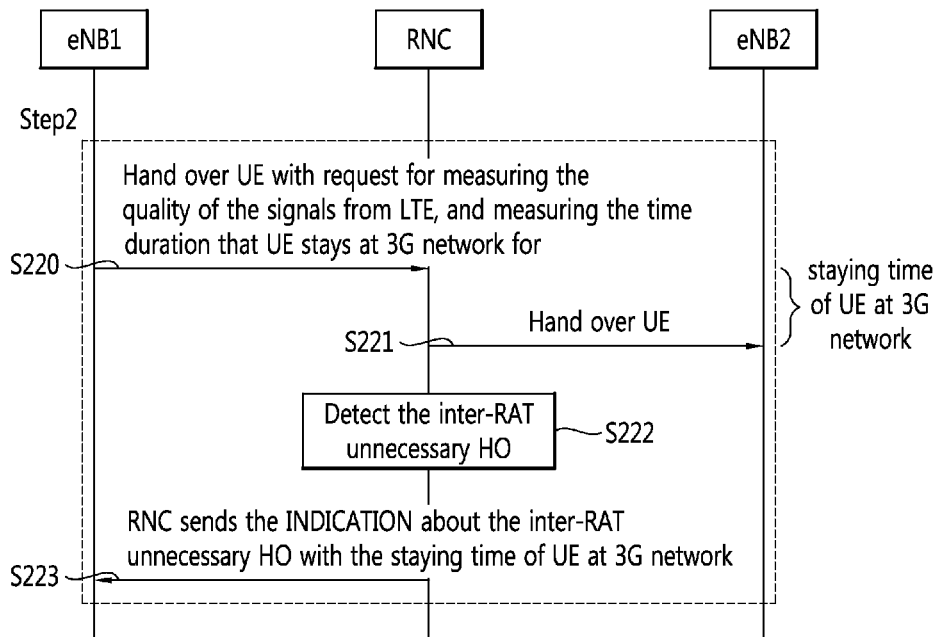 eNB1
RNC
eNB2
Step2
Hand over UE with request for measuring the
quality of the signals from LTE, and measuring the time
duration that UE stays at 3G network for
S220
staying time
of UE at 3G
network
Hand over UE
S221
Detect the inter-RAT
unnecessary HO
S222
RNC sends the INDICATION about the inter-RAT
unnecessary HO with the staying time of UE at 3G network
S223